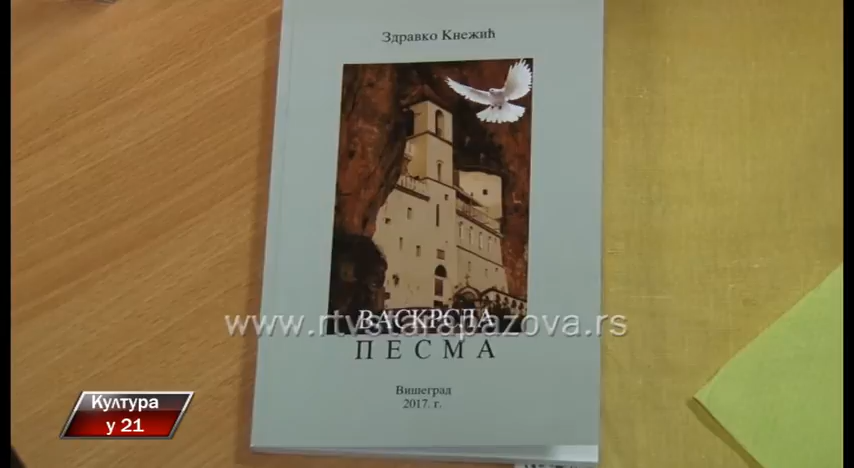 Здравко Кнежић
ВАСКРСЛА
www.rtvstarapazova.rs
ПЕСМА
Вишеград
2017. г.
Култура
у 21